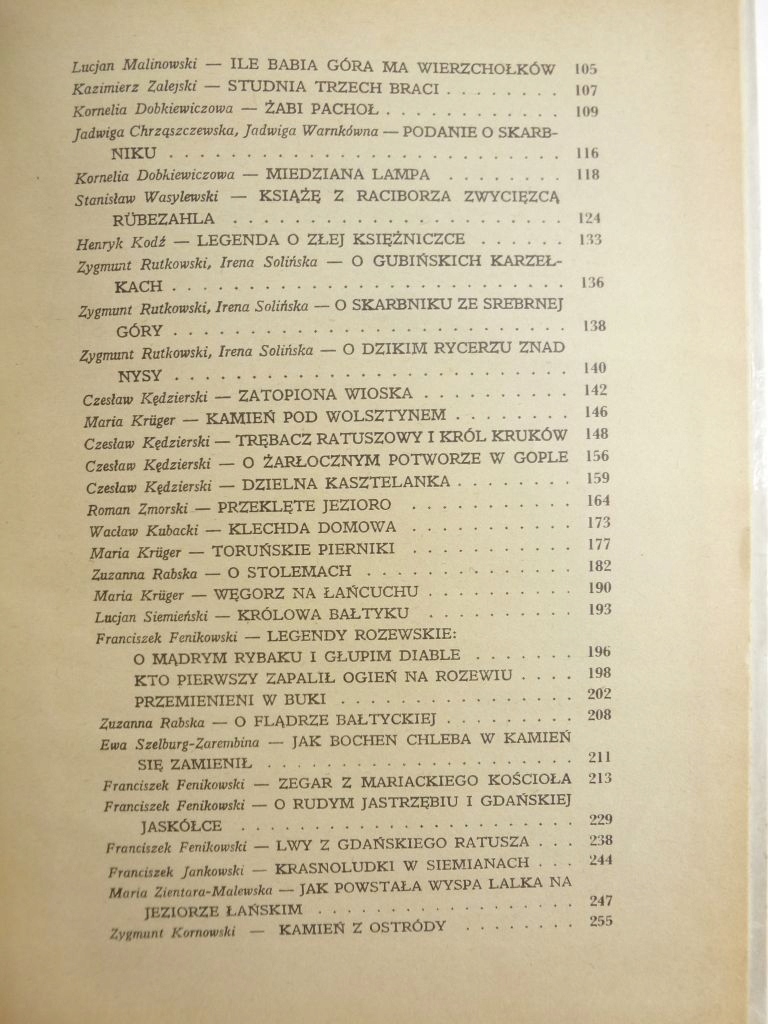 Lucjan Malinowski — ILE BABIA GÓRA MA WIERZCHOŁKÓW 105
Kazimierz Zalejski — STUDNIA TRZECH BRACI . . . . . . . . 107
Kornelia Dobkiewiczowa — ŻABI PACHOŁ . . . . . . . . . . . . 109
Jadwiga Chrząszczewska, Jadwiga Warnkówna — PODANIE O SKARB-
NIKU . . . . . . . . . . . . . . . . . . . . . . . . . . . 116
Kornelia Dobkiewiczowa — MIEDZIANA LAMPA . . . . . . . . 118
Stanisław Wasylewski — KSIĄŻĘ Z RACIBORZA ZWYCIĘZCĄ
RÜBEZAHLA . . . . . . . . . . . . . . . . . . . . . . 124
Henryk Kodź — LEGENDA O ZŁEJ KSIĘŻNICZCE . . . . . . 133
Zygmunt Rutkowski, Irena Solińska — O GUBIŃSKICH KARZEŁ-
KACH . . . . . . . . . . . . . . . . . . . . . . . . . . . 136
Zygmunt Rutkowski, Irena Solińska — O SKARBNIKU ZE SREBRNEJ
GÓRY . . . . . . . . . . . . . . . . . . . . . . . . . . . 138
Zygmunt Rutkowski, Irena Solińska — O DZIKIM RYCERZU ZNAD
NYSY . . . . . . . . . . . . . . . . . . . . . . . . . . . 140
Czesław Kędzierski — ZATOPIONA WIOSKA . . . . . . . . . . 142
Maria Krüger — KAMIEŃ POD WOLSZTYNEM . . . . . . . . 146
Czesław Kędzierski — TRĘBACZ RATUSZOWY I KRÓL KRUKÓW 148
Czesław Kędzierski — O ŻARŁOCZNYM POTWORZE W GOPLE 156
Czesław Kędzierski — DZIELNA KASZTELANKA . . . . . . . . 159
Roman Zmorski — PRZEKLĘTE JEZIORO . . . . . . . . . . . 164
Wacław Kubacki — KLECHDA DOMOWA . . . . . . . . . . . 173
Maria Krüger — TORUŃSKIE PIERNIKI . . . . . . . . . . . 177
Zuzanna Rabska — O STOLEMACH . . . . . . . . . . . . . . 182
Maria Krüger — WĘGORZ NA ŁAŃCUCHU . . . . . . . . . . 190
Lucjan Siemieński — KRÓLOWA BAŁTYKU . . . . . . . . . . 193
Franciszek Fenikowski — LEGENDY ROZEWSKIE:
O MĄDRYM RYBAKU I GŁUPIM DIABLE . . . . . . . 196
KTO PIERWSZY ZAPALIŁ OGIEŃ NA ROZEWIU . . . . 198
PRZEMIENIENI W BUKI . . . . . . . . . . . . . . . . 202
Zuzanna Rabska — O FLĄDRZE BAŁTYCKIEJ . . . . . . . . . 208
Ewa Szelburg-Zarembina — JAK BOCHEN CHLEBA W KAMIEŃ
SIĘ ZAMIENIŁ . . . . . . . . . . . . . . . . . . . . . 211
Franciszek Fenikowski — ZEGAR Z MARIACKIEGO KOŚCIOŁA 213
Franciszek Fenikowski — O RUDYM JASTRZĘBIU I GDAŃSKIEJ
JASKÓŁCE . . . . . . . . . . . . . . . . . . . . . . 229
Franciszek Fenikowski — LWY Z GDAŃSKIEGO RATUSZA . . . 238
Franciszek Jankowski — KRASNOLUDKI W SIEMIANACH . . . 244
Maria Zientara-Malewska — JAK POWSTAŁA WYSPA LALKA NA
JEZIORZE ŁAŃSKIM . . . . . . . . . . . . . . . . . . 247
Zygmunt Kornowski — KAMIEŃ Z OSTRÓDY . . . . . . . . 255